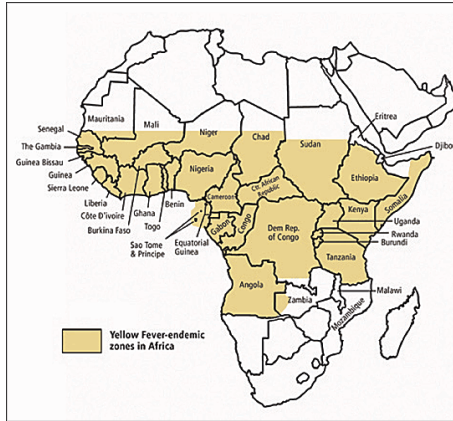 Mauritania
Mali
Niger
Chad
Sudan
Eritrea
Djibo
Senegal
The Gambia
Guinea Bissau
Guinea
Sierra Leone
Liberia
Côte D'ivoire
Burkina Faso
Ghana
Togo
Benin
Nigeria
Sao Tome
& Principe
Equatorial
Guinea
Cameroon
Ctr. African
Republic
Ethiopia
Somalia
Kenya
Uganda
Rwanda
Burundi
Gabon
Congo
Dem Rep.
of Congo
Tanzania
Angola
Zambia
Malawi
Mozambique
Yellow Fever-endemic
zones in Africa